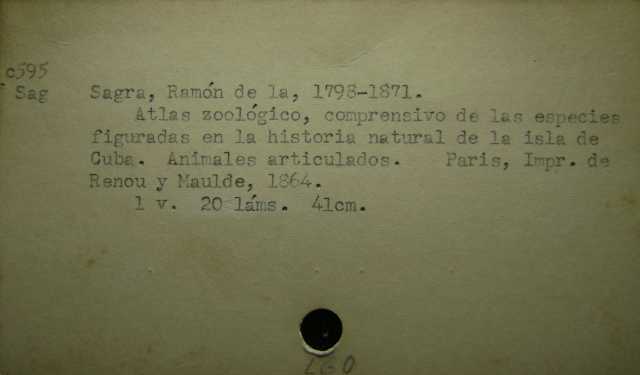 c595
Sag Sagra, Ramón de la, 1798-1871.
Atlas zoológico, comprensivo de las especies
figuradas en la historia natural de la isla de
Cuba. Animales articulados. Paris, Impr. de
Renou y Maulde, 1864.
1 v. 20 láms. 41cm.